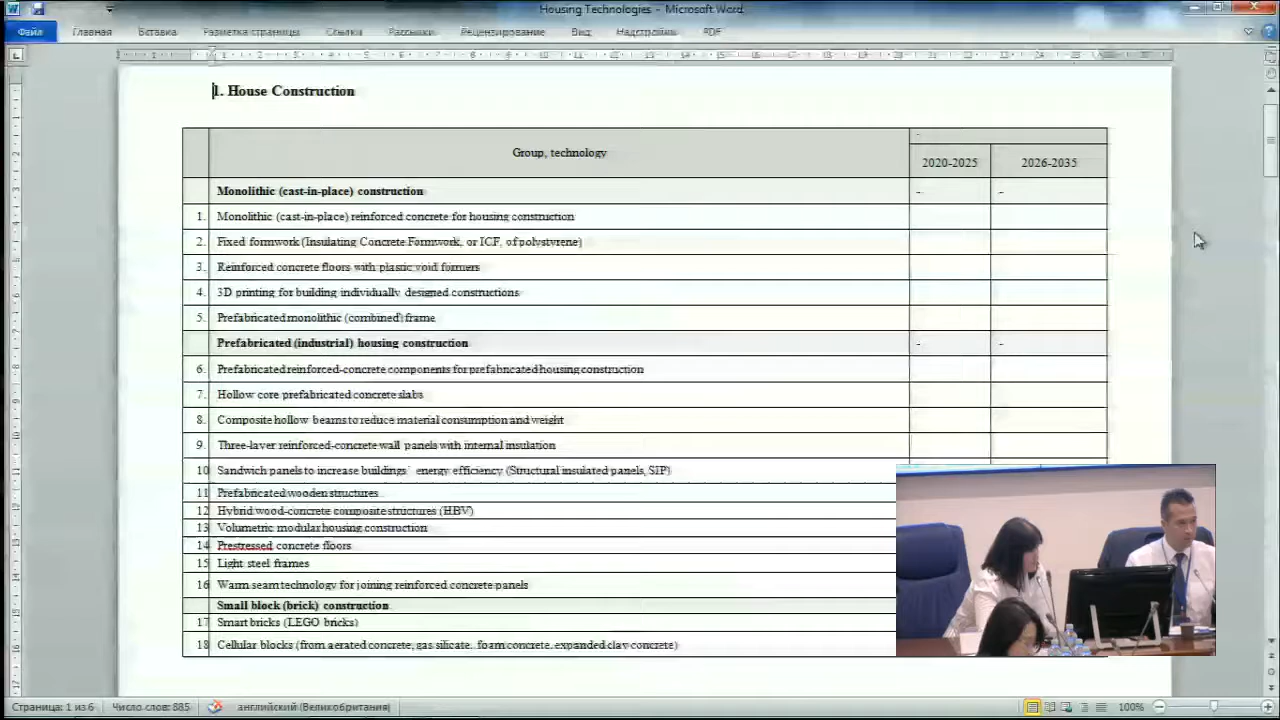 Housing Technologies - Microsoft Word
Файл Главная Вставка Разметка страницы Ссылки Рассылки Рецензирование Вид Надстройки PDF
1. House Construction
Group, technology
2020-2025 2026-2035
Monolithic (cast-in-place) construction - -
1. Monolithic (cast-in-place) reinforced concrete for housing construction
2. Fixed formwork (Insulating Concrete Formwork, or ICF, of polystyrene)
3. Reinforced concrete floors with plastic void formers
4. 3D printing for building individually designed constructions
5. Prefabricated monolithic (combined) frame
Prefabricated (industrial) housing construction - -
6. Prefabricated reinforced-concrete components for prefabricated housing construction
7. Hollow core prefabricated concrete slabs
8. Composite hollow beams to reduce material consumption and weight
9. Three-layer reinforced-concrete wall panels with internal insulation
10 Sandwich panels to increase buildings' energy efficiency (Structural insulated panels, SIP)
11 Prefabricated wooden structures
12 Hybrid wood-concrete composite structures (HBV)
13 Volumetric modular housing construction
14 Prestressed concrete floors
15 Light steel frames
16 Warm seam technology for joining reinforced concrete panels
Small block (brick) construction
17 Smart bricks (LEGO bricks)
18 Cellular blocks (from aerated concrete, gas silicate, foam concrete, expanded clay concrete)
Страница: 1 из 6 Число слов: 885 английский (Великобритания) 100%